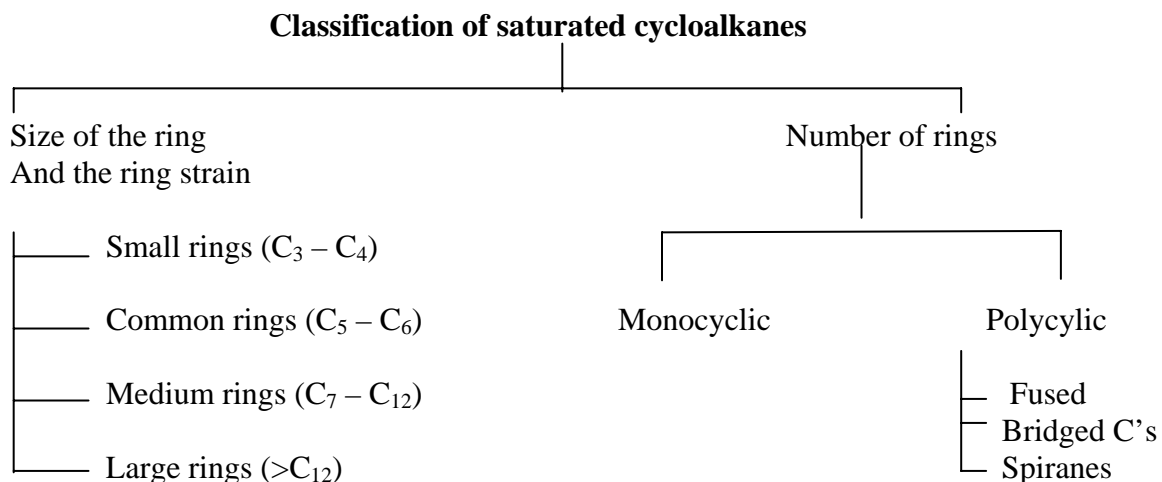 Classification of saturated cycloalkanes
Size of the ring
And the ring strain
Small rings (C₃ – C₄)
Common rings (C₅ – C₆)
Medium rings (C₇ – C₁₂)
Large rings (>C₁₂)
Number of rings
Monocyclic
Polycylic
Fused
Bridged C’s
Spiranes